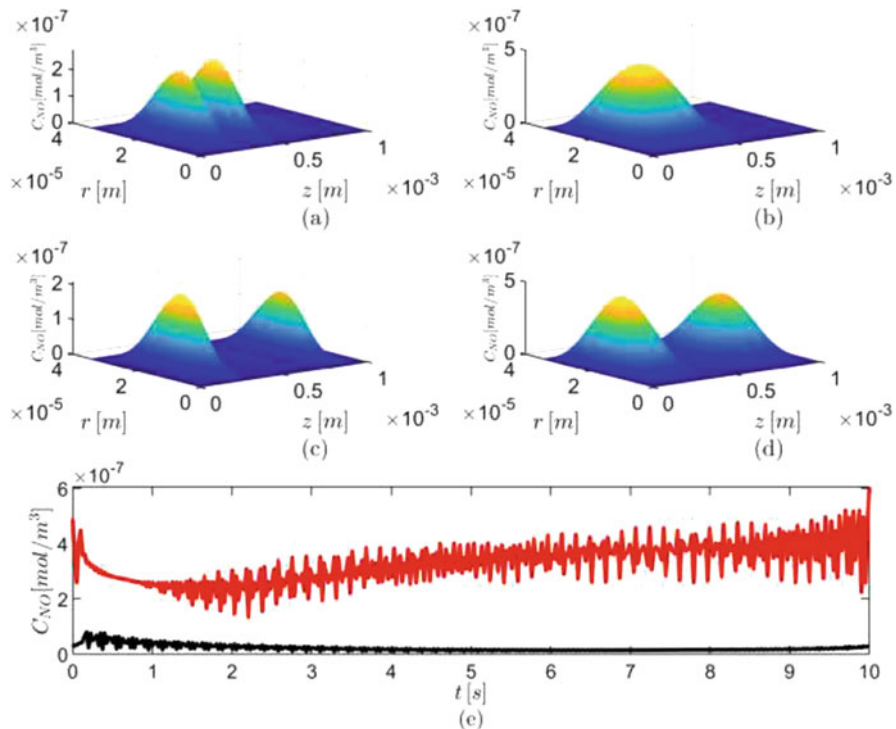 ×10⁻⁷
C_NO [mol/m³]
2
1
0
4
2
0
×10⁻⁵
r [m]
0
0.5
1
z [m]
×10⁻³
(a)
×10⁻⁷
C_NO [mol/m³]
5
0
4
2
0
×10⁻⁵
r [m]
0
0.5
1
z [m]
×10⁻³
(b)
×10⁻⁷
C_NO [mol/m³]
2
1
0
4
2
0
×10⁻⁵
r [m]
0
0.5
1
z [m]
×10⁻³
(c)
×10⁻⁷
C_NO [mol/m³]
5
0
4
2
0
×10⁻⁵
r [m]
0
0.5
1
z [m]
×10⁻³
(d)
×10⁻⁷
C_NO [mol/m³]
6
4
2
0
0 1 2 3 4 5 6 7 8 9 10
t [s]
(e)